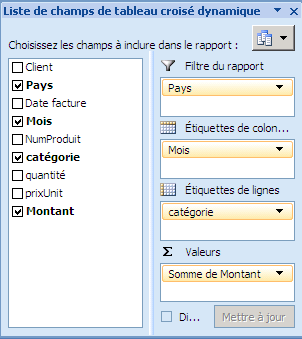 Liste de champs de tableau croisé dynamique
Choisissez les champs à inclure dans le rapport :
Client
Pays
Date facture
Mois
NumProduit
catégorie
quantité
prixUnit
Montant
Filtre du rapport
Pays
Étiquettes de colon...
Mois
Étiquettes de lignes
catégorie
Σ Valeurs
Somme de Montant
Di...
Mettre à jour